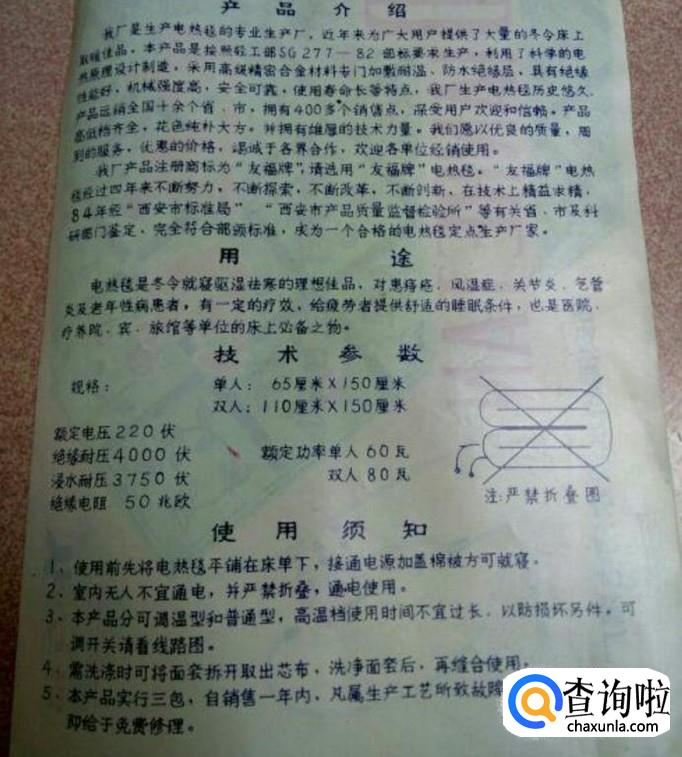 产品介绍
我厂是生产电热毯的专业生产厂，近年来为广大用户提供了大量的冬令床上
取暖佳品。本产品是按照轻工部SG277—82部标要求生产，利用了科学的电
热原理设计制造，采用高级精密合金材料专门加敷耐温、防水绝缘层，具有绝缘
性能好，机械强度高，安全可靠，使用寿命长等特点，我厂生产电热毯历史悠久、
产品远销全国十余个省、市，拥有400多个销售点，深受用户欢迎和信赖。产品
高低档齐全，花色纯朴大方。并拥有雄厚的技术力量。我们愿以优良的质量，周
到的服务，优惠的价格，竭诚于各界合作，欢迎各单位经销使用。
我厂产品注册商标为“友福牌”，请选用“友福牌”电热毯。“友福牌”电热
毯经过四年来不断努力，不断探索，不断改革，不断创新、在技术上精益求精，
84年经“西安市标准局”　“西安市产品质量监督检验所”等有关省、市及科
研部门鉴定、完全符合部颁标准，成为一个合格的电热毯定点生产厂家。
用途
电热毯是冬令就寝驱湿祛寒的理想佳品，对患痔疮、风湿症、关节炎、气管
炎及老年性病患者，有一定的疗效，给疲劳者提供舒适的睡眠条件，也是医院、
疗养院、宾、旅馆等单位的床上必备之物。
技术参数
规格：　单人：65厘米X150厘米
双人：110厘米X150厘米
额定电压220伏
绝缘耐压4000伏　额定功率单人60瓦
浸水耐压3750伏　双人80瓦
绝缘电阻 50兆欧
注：严禁折叠图
使用须知
1、使用前先将电热毯平铺在床单下，接通电源加盖棉被方可就寝。
2、室内无人不宜通电，并严禁折叠，通电使用。
3、本产品分可调温型和普通型，高温档使用时间不宜过长、以防损坏另件。可
调开关请看线路图。
4、需洗涤时可将面套拆开取出芯布，洗净面套后，再缝合使用。
5、本产品实行三包，自销售一年内、凡属生产工艺所致故障
即给于免费修理。
查询啦
chaxunla.com